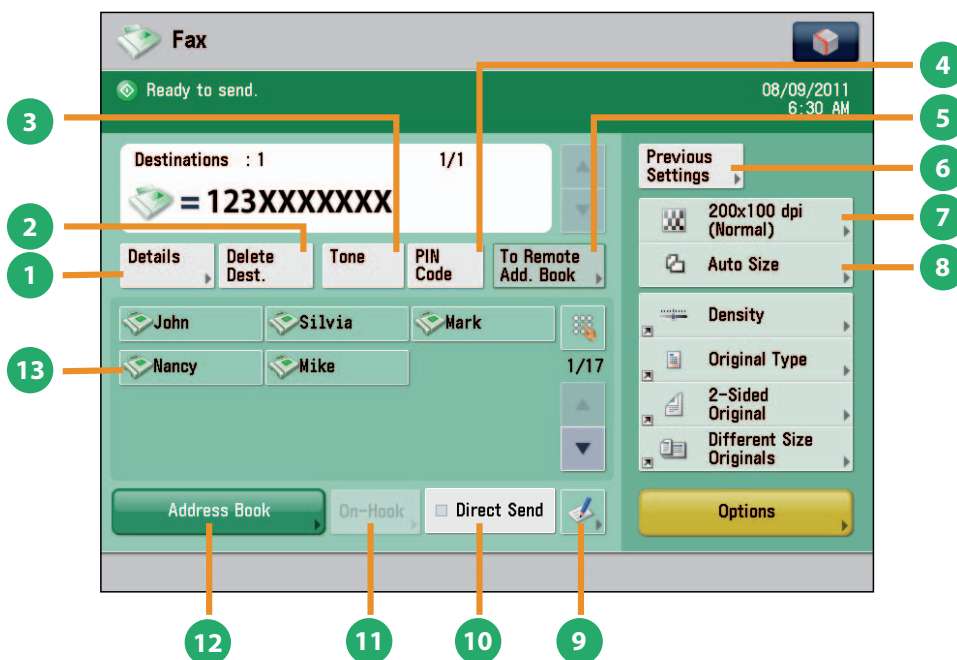 Fax
Ready to send.
08/09/2011
6:30 AM
Destinations : 1
1/1
=123XXXXXXX
Details
Delete
Dest.
Tone
PIN
Code
To Remote
Add. Book
John
Silvia
Mark
Nancy
Mike
1/17
Address Book
On-Hook
Direct Send
Previous
Settings
200x100 dpi
(Normal)
Auto Size
Density
Original Type
2-Sided
Original
Different Size
Originals
Options
1
2
3
4
5
6
7
8
9
10
11
12
13